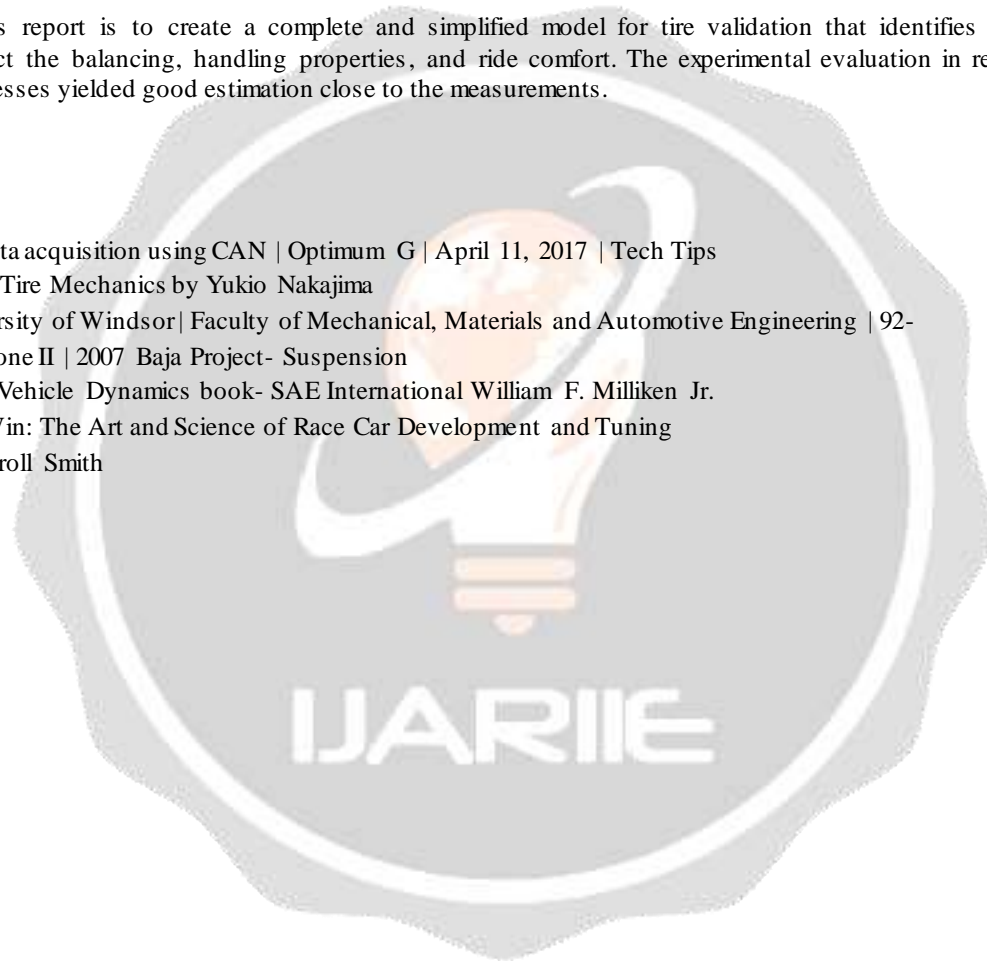 s report is to create a complete and simplified model for tire validation that identifies
ct the balancing, handling properties, and ride comfort. The experimental evaluation in re
esses yielded good estimation close to the measurements.
ta acquisition using CAN | Optimum G | April 11, 2017 | Tech Tips
Tire Mechanics by Yukio Nakajima
rsity of Windsor | Faculty of Mechanical, Materials and Automotive Engineering | 92-
one II | 2007 Baja Project- Suspension
Vehicle Dynamics book- SAE International William F. Milliken Jr.
Vin: The Art and Science of Race Car Development and Tuning
roll Smith
IJARIIE